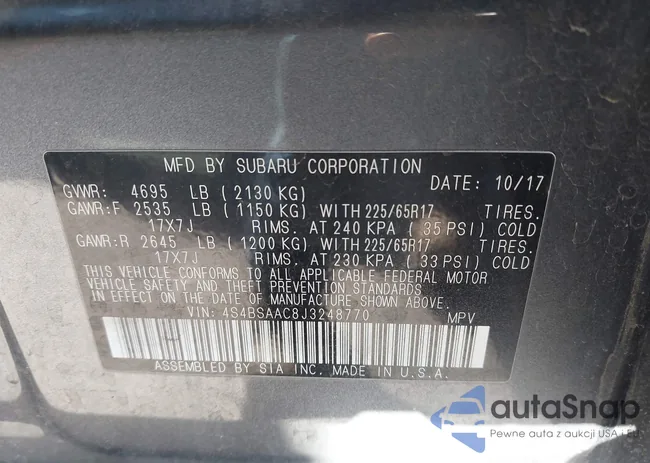 MFD BY SUBARU CORPORATION
DATE: 10/17
GVWR: 4695 LB (2130 KG)
GAWR:F 2535 LB (1150 KG) WITH 225/65R17 TIRES.
17X7J RIMS. AT 240 KPA (35 PSI) COLD
GAWR:R 2645 LB (1200 KG) WITH 225/65R17 TIRES.
17X7J RIMS. AT 230 KPA (33 PSI) COLD
THIS VEHICLE CONFORMS TO ALL APPLICABLE FEDERAL MOTOR
VEHICLE SAFETY AND THEFT PREVENTION STANDARDS
IN EFFECT ON THE DATE OF MANUFACTURE SHOWN ABOVE.
VIN: 4S4BSAAC8J3248770 MPV
ASSEMBLED BY SIA INC. MADE IN U.S.A.
autaSnap
Pewne auta z aukcji USA i EU